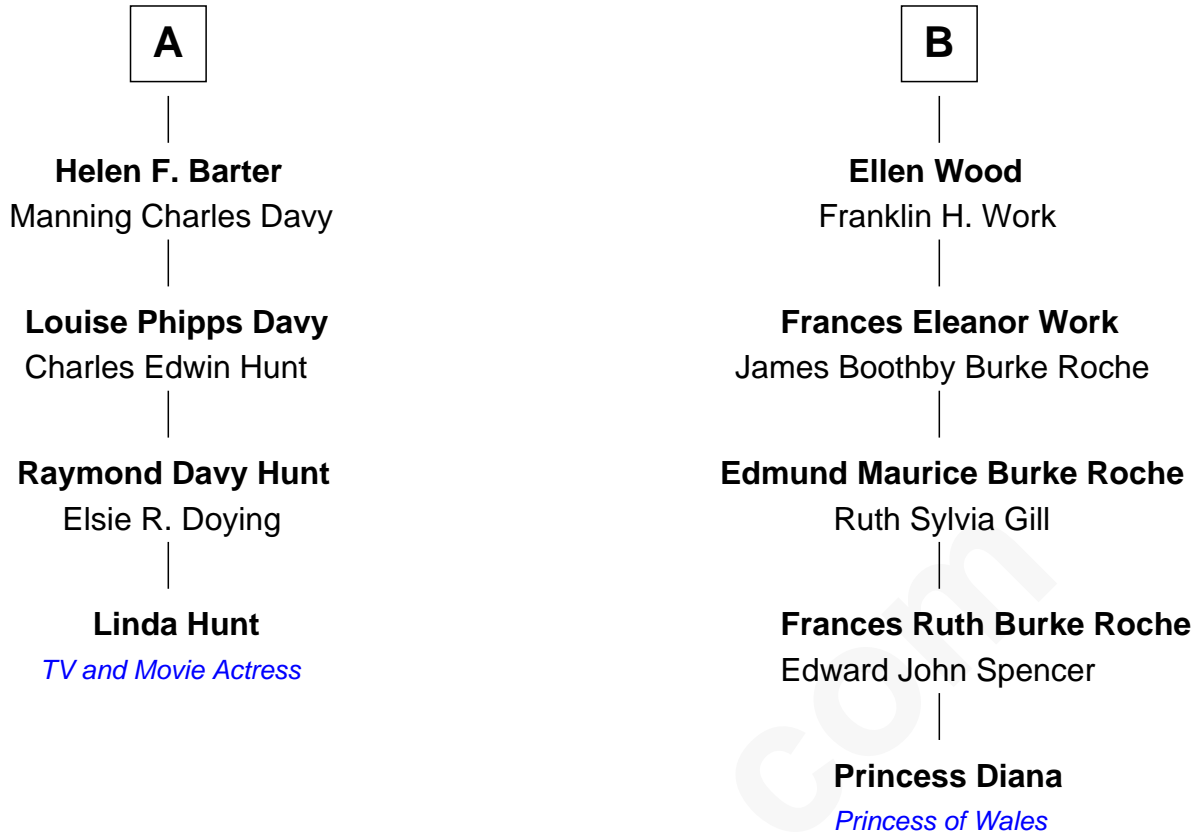 A
Helen F. Barter
Manning Charles Davy
Louise Phipps Davy
Charles Edwin Hunt
Raymond Davy Hunt
Elsie R. Doying
Linda Hunt
TV and Movie Actress
B
Ellen Wood
Franklin H. Work
Frances Eleanor Work
James Boothby Burke Roche
Edmund Maurice Burke Roche
Ruth Sylvia Gill
Frances Ruth Burke Roche
Edward John Spencer
Princess Diana
Princess of Wales
com